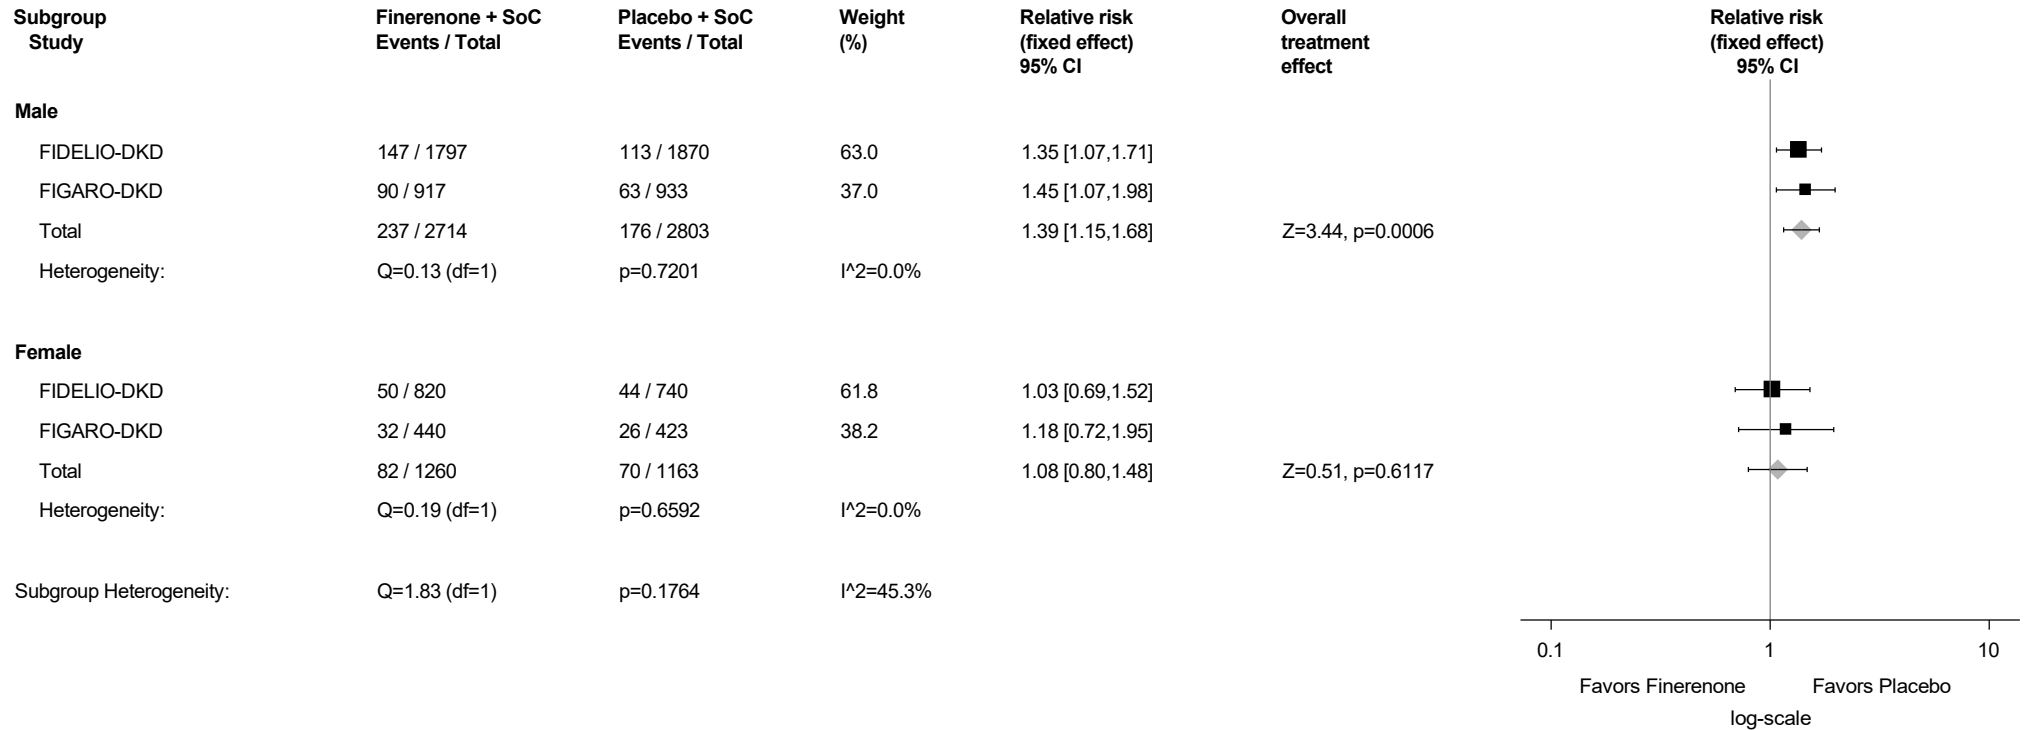 Subgroup Finerenone + SoC Placebo + SoC Weight Relative risk Overall Relative risk
Study Events / Total Events / Total (%) (fixed effect) treatment (fixed effect)
95% CI effect 95% CI
Male
FIDELIO-DKD 147 / 1797 113 / 1870 63.0 1.35 [1.07,1.71]
FIGARO-DKD 90 / 917 63 / 933 37.0 1.45 [1.07,1.98]
Total 237 / 2714 176 / 2803 1.39 [1.15,1.68] Z=3.44, p=0.0006
Heterogeneity: Q=0.13 (df=1) p=0.7201 I^2=0.0%
Female
FIDELIO-DKD 50 / 820 44 / 740 61.8 1.03 [0.69,1.52]
FIGARO-DKD 32 / 440 26 / 423 38.2 1.18 [0.72,1.95]
Total 82 / 1260 70 / 1163 1.08 [0.80,1.48] Z=0.51, p=0.6117
Heterogeneity: Q=0.19 (df=1) p=0.6592 I^2=0.0%
Subgroup Heterogeneity: Q=1.83 (df=1) p=0.1764 I^2=45.3%
0.1 1 10
Favors Finerenone Favors Placebo
log-scale